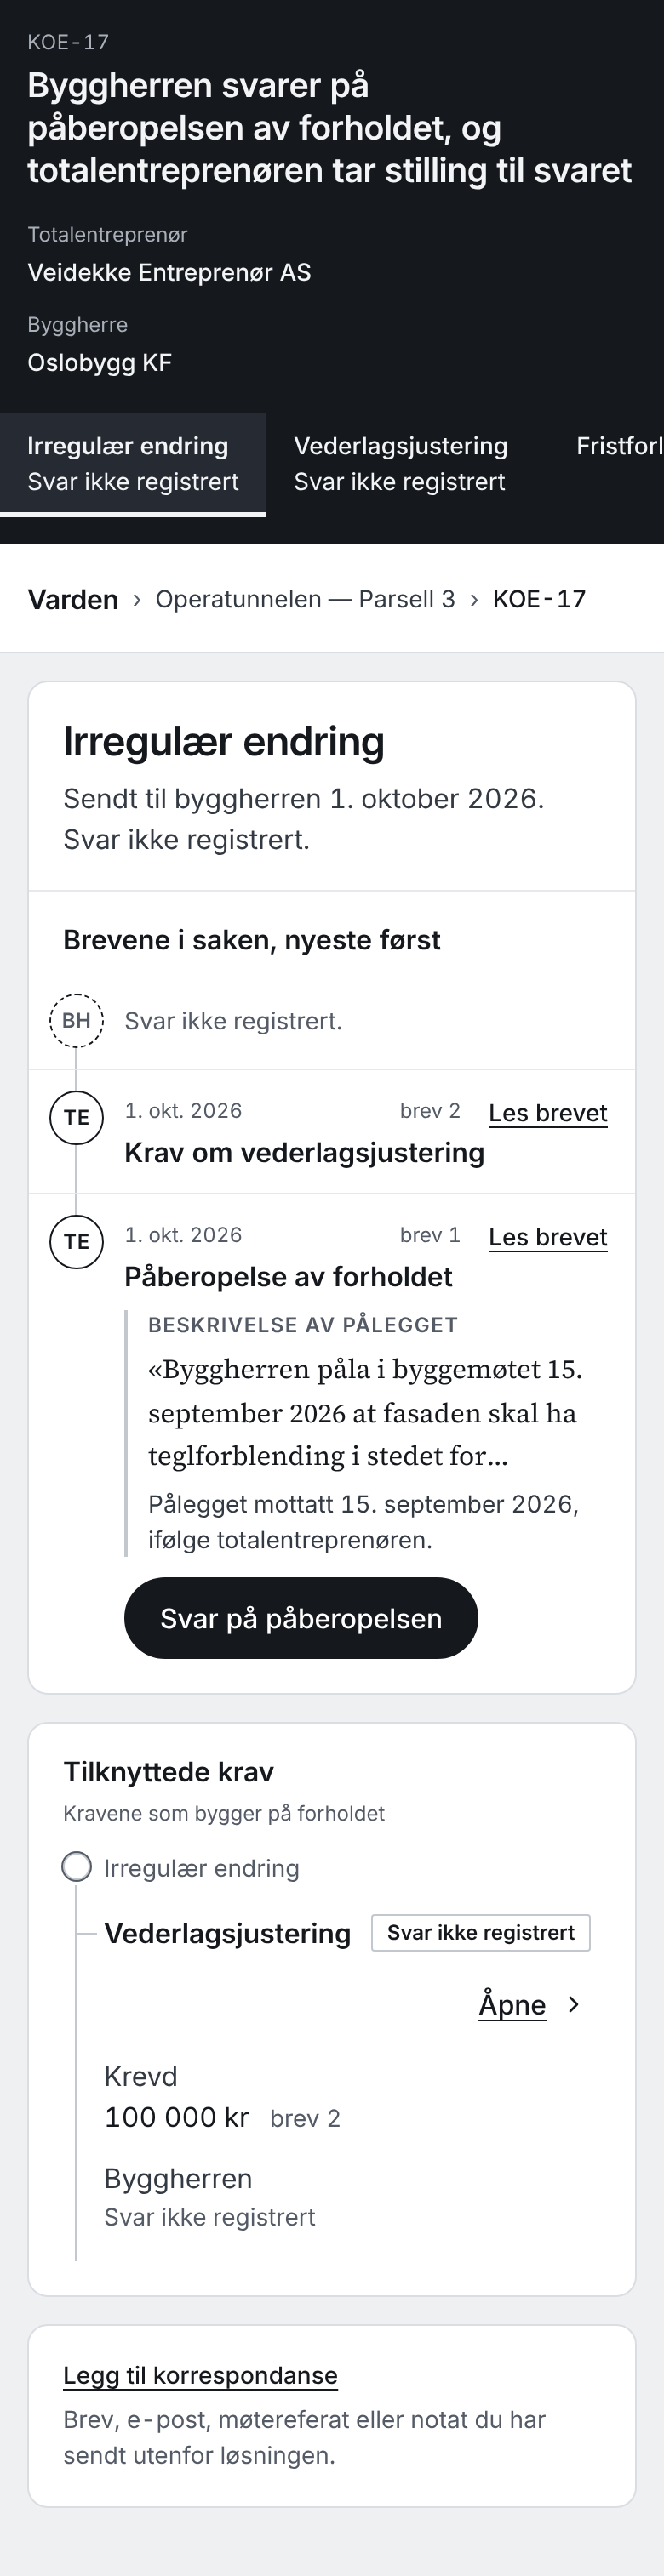 KOE-17
Byggherren svarer på
påberopelsen av forholdet, og
totalentreprenøren tar stilling til svaret
Totalentreprenør
Veidekke Entreprenør AS
Byggherre
Oslobygg KF
Irregulær endring
Svar ikke registrert
Vederlagsjustering
Svar ikke registrert
Fristforl
Varden › Operatunnelen — Parsell 3 › KOE-17
Irregulær endring
Sendt til byggherren 1. oktober 2026.
Svar ikke registrert.
Brevene i saken, nyeste først
BH Svar ikke registrert.
TE 1. okt. 2026 brev 2 Les brevet
Krav om vederlagsjustering
TE 1. okt. 2026 brev 1 Les brevet
Påberopelse av forholdet
BESKRIVELSE AV PÅLEGGET
«Byggherren påla i byggemøtet 15.
september 2026 at fasaden skal ha
teglforblending i stedet for...
Pålegget mottatt 15. september 2026,
ifølge totalentreprenøren.
Svar på påberopelsen
Tilknyttede krav
Kravene som bygger på forholdet
Irregulær endring
Vederlagsjustering Svar ikke registrert
Åpne
Krevd
100 000 kr brev 2
Byggherren
Svar ikke registrert
Legg til korrespondanse
Brev, e-post, møtereferat eller notat du har
sendt utenfor løsningen.